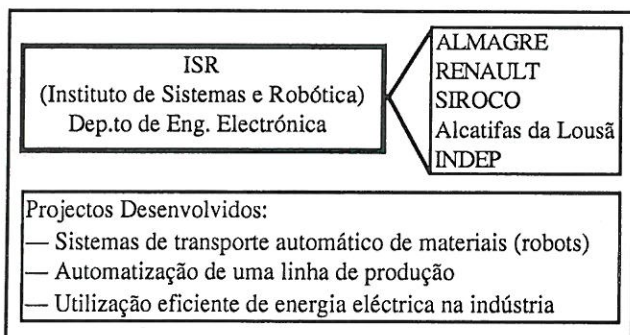 ISR
(Instituto de Sistemas e Robótica)
Dep.to de Eng. Electrónica
ALMAGRE
RENAULT
SIROCO
Alcatifas da Lousã
INDEP
Projectos Desenvolvidos:
— Sistemas de transporte automático de materiais (robots)
— Automatização de uma linha de produção
— Utilização eficiente de energia eléctrica na indústria